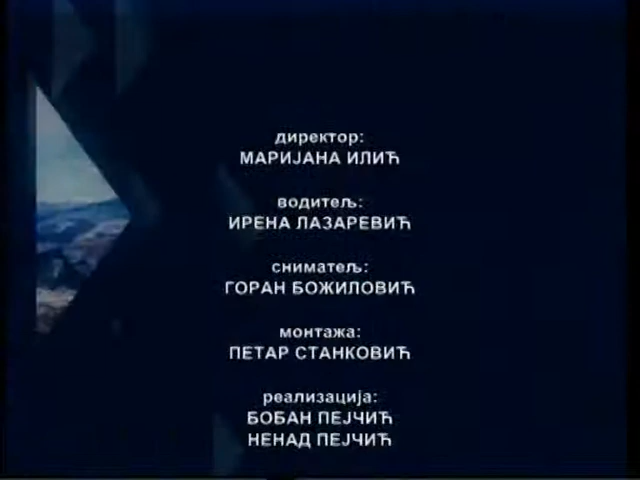 директор:
МАРИЈАНА ИЛИЋ
водитељ:
ИРЕНА ЛАЗАРЕВИЋ
сниматељ:
ГОРАН БОЖИЛОВИЋ
монтажа:
ПЕТАР СТАНКОВИЋ
реализација:
БОБАН ПЕЈЧИЋ
НЕНАД ПЕЈЧИЋ